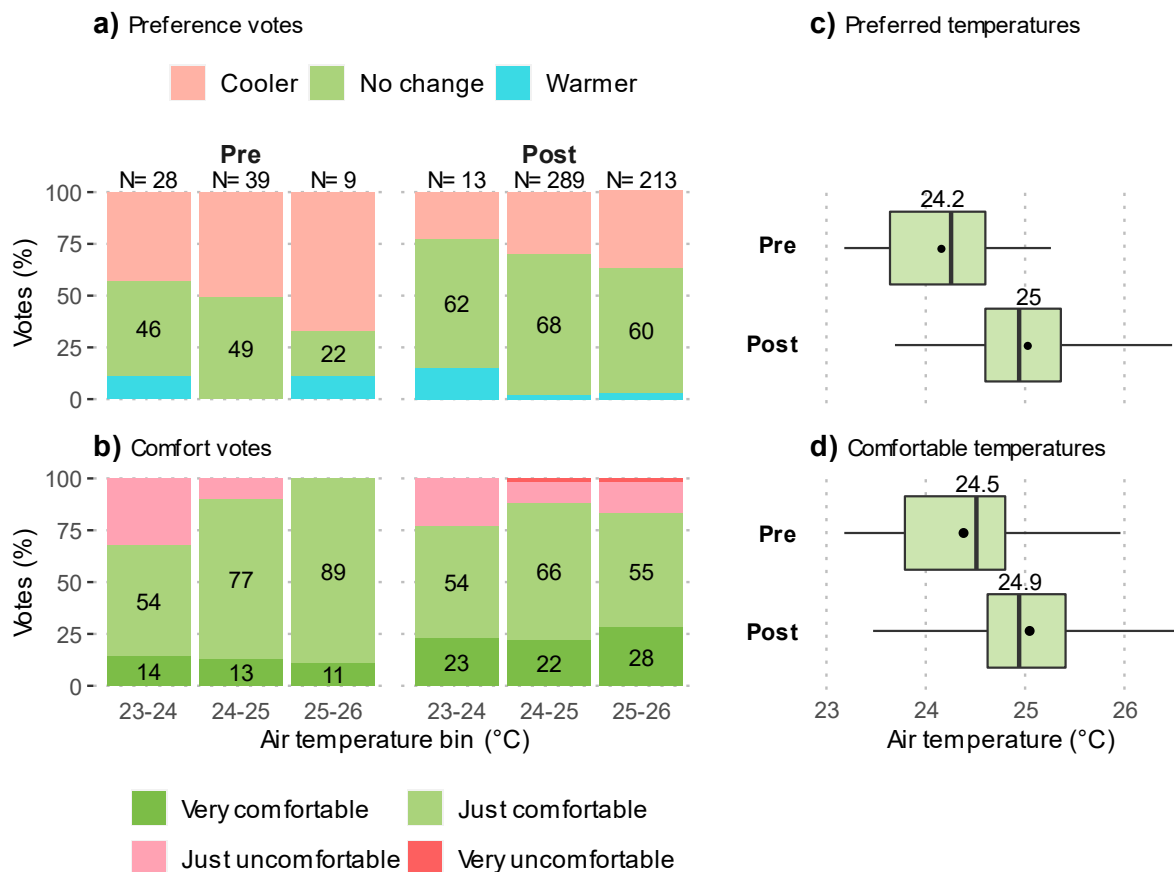 a) Preference votes
Cooler No change Warmer
Pre Post
N= 28 N= 39 N= 9 N= 13 N= 289 N= 213
100
75
50
25
0
Votes (%)
46 49 22 62 68 60
b) Comfort votes
100
75
50
25
0
Votes (%)
54 77 89 54 66 55
14 13 11 23 22 28
23-24 24-25 25-26 23-24 24-25 25-26
Air temperature bin (°C)
Very comfortable Just comfortable
Just uncomfortable Very uncomfortable
c) Preferred temperatures
24.2
Pre
25
Post
d) Comfortable temperatures
24.5
Pre
24.9
Post
23 24 25 26
Air temperature (°C)